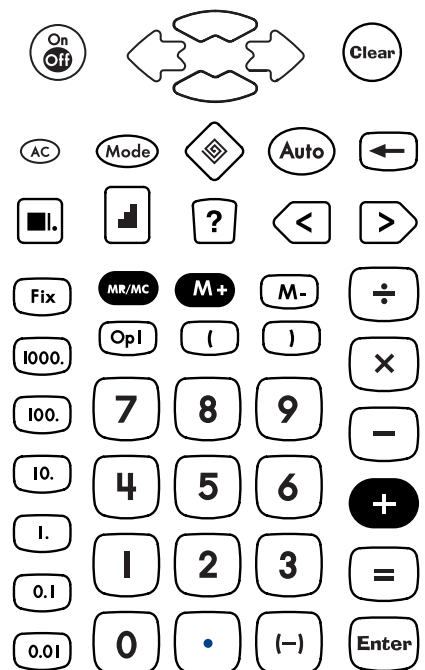 On
Off
Clear
AC
Mode
Auto
←
?
<
>
Fix
MR/MC
M+
M-
÷
1000.
Op1
(
)
×
100.
7
8
9
−
10.
4
5
6
+
1.
1
2
3
=
0.1
0.01
0
.
(−)
Enter